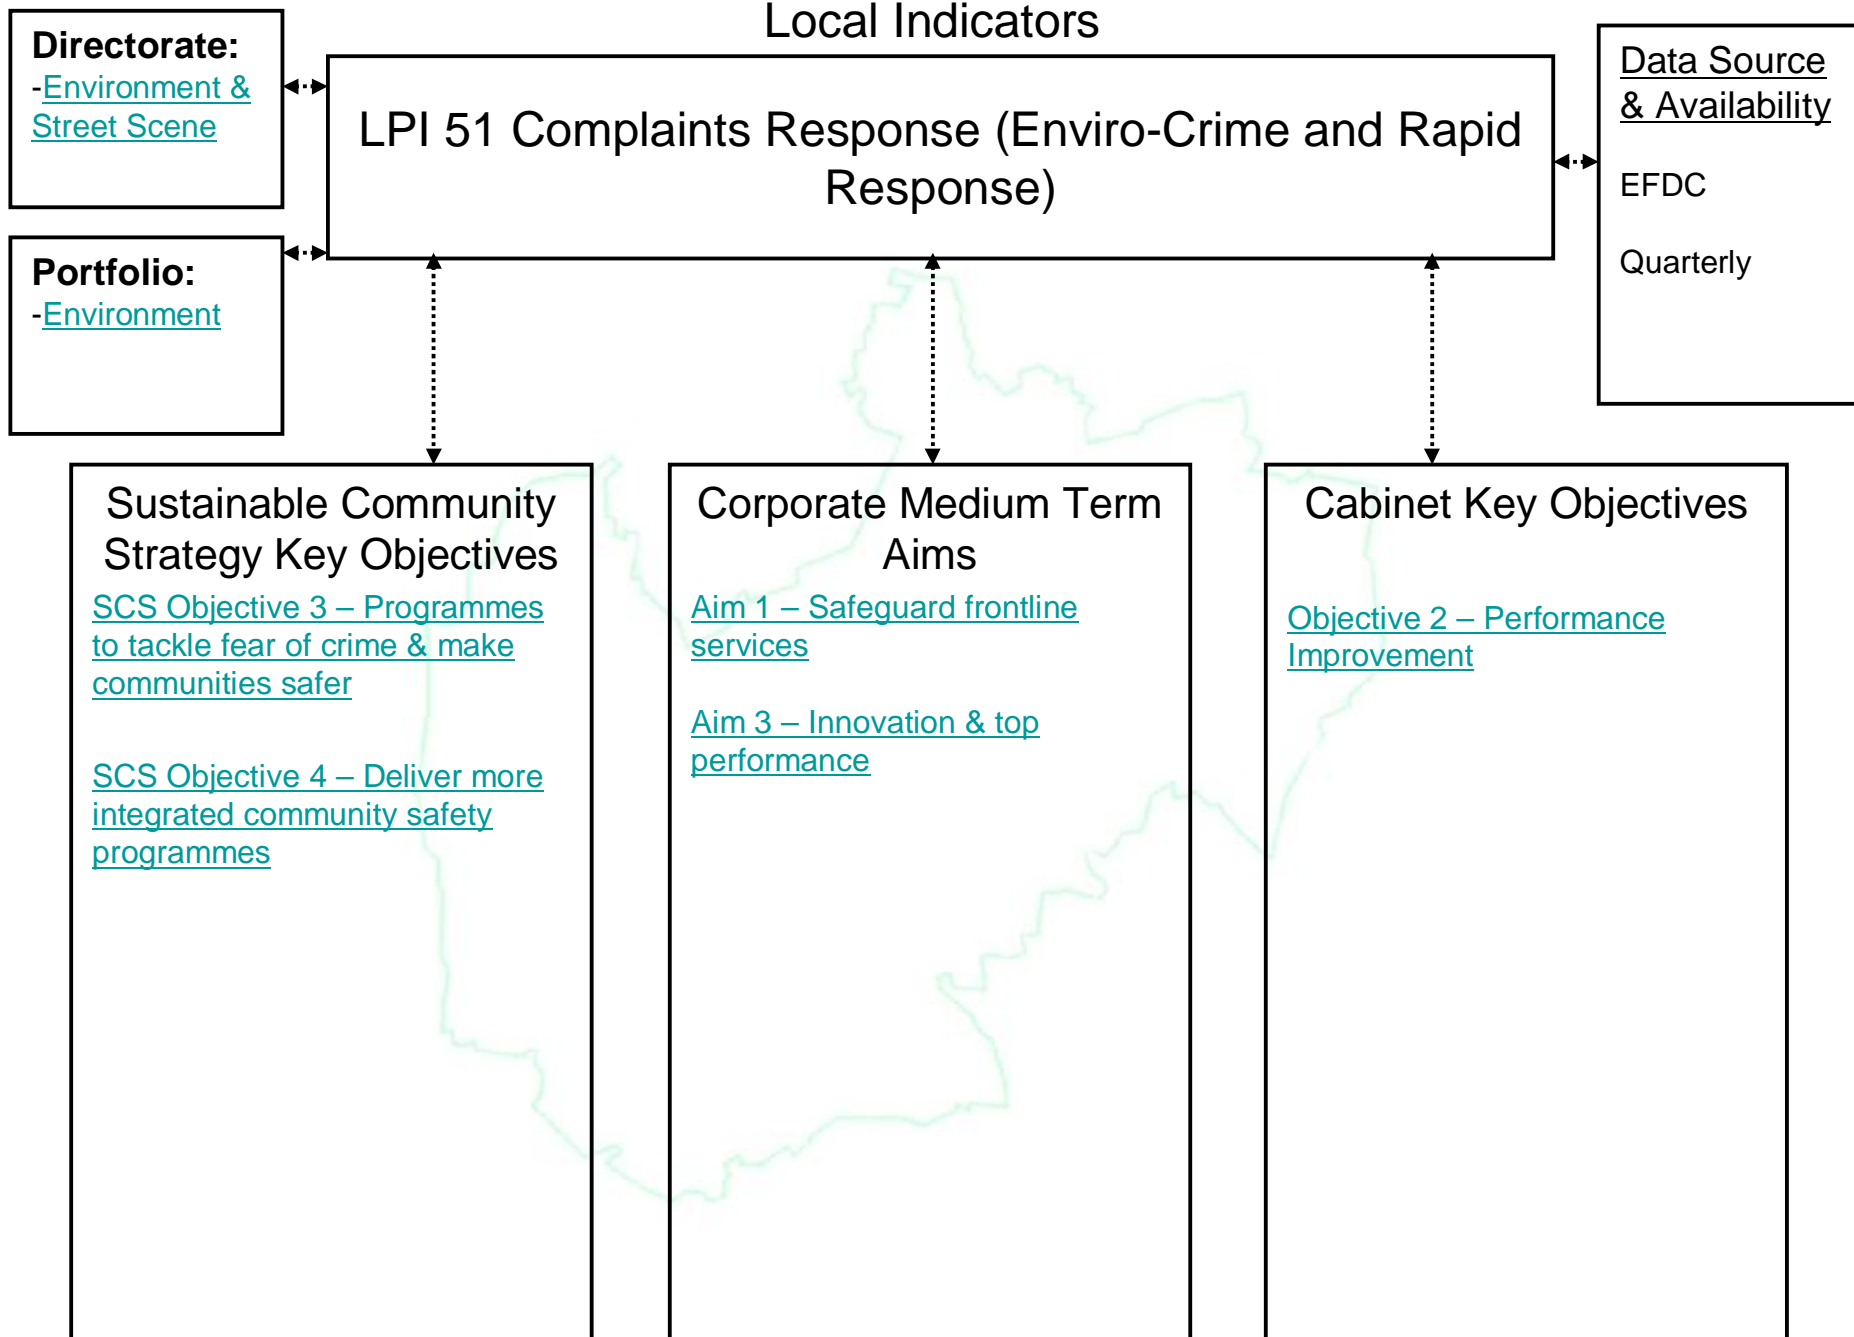 Local Indicators
Directorate:
-Environment &
Street Scene
LPI 51 Complaints Response (Enviro-Crime and Rapid
Response)
Data Source
& Availability
EFDC
Quarterly
Portfolio:
-Environment
Sustainable Community
Strategy Key Objectives
SCS Objective 3 – Programmes
to tackle fear of crime & make
communities safer
SCS Objective 4 – Deliver more
integrated community safety
programmes
Corporate Medium Term
Aims
Aim 1 – Safeguard frontline
services
Aim 3 – Innovation & top
performance
Cabinet Key Objectives
Objective 2 – Performance
Improvement